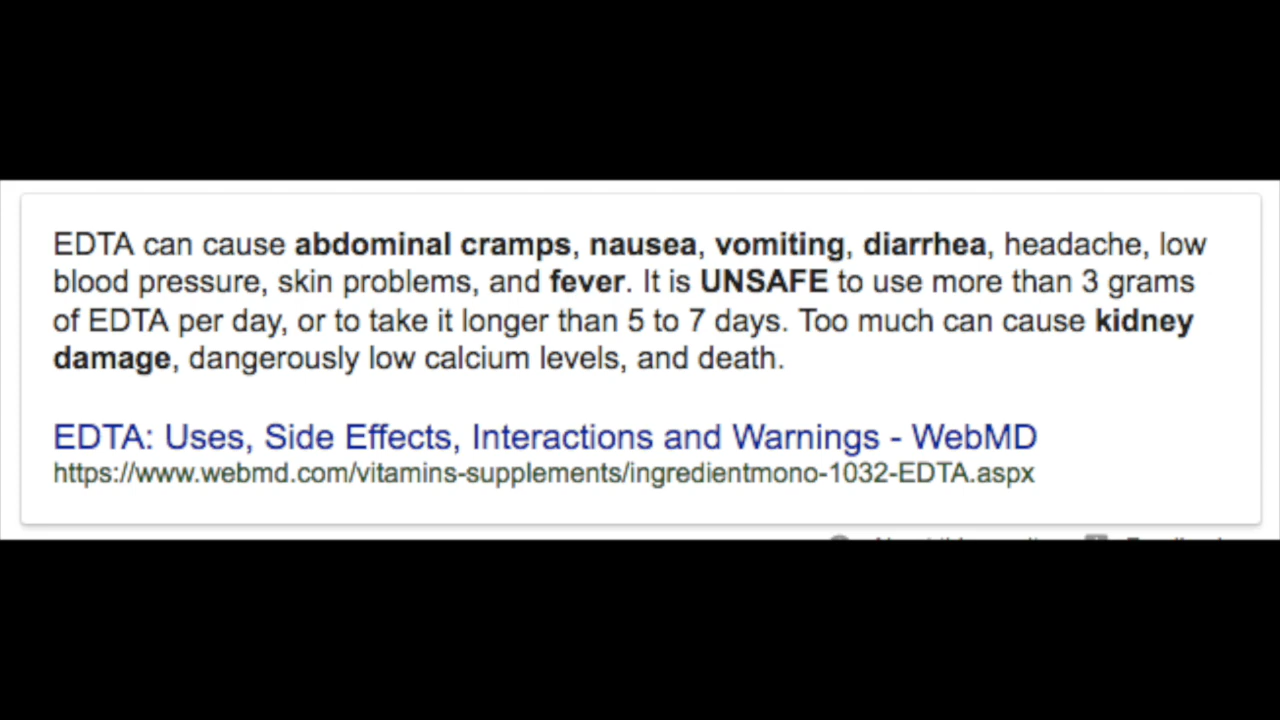 EDTA can cause abdominal cramps, nausea, vomiting, diarrhea, headache, low
blood pressure, skin problems, and fever. It is UNSAFE to use more than 3 grams
of EDTA per day, or to take it longer than 5 to 7 days. Too much can cause kidney
damage, dangerously low calcium levels, and death.
EDTA: Uses, Side Effects, Interactions and Warnings - WebMD
https://www.webmd.com/vitamins-supplements/ingredientmono-1032-EDTA.aspx